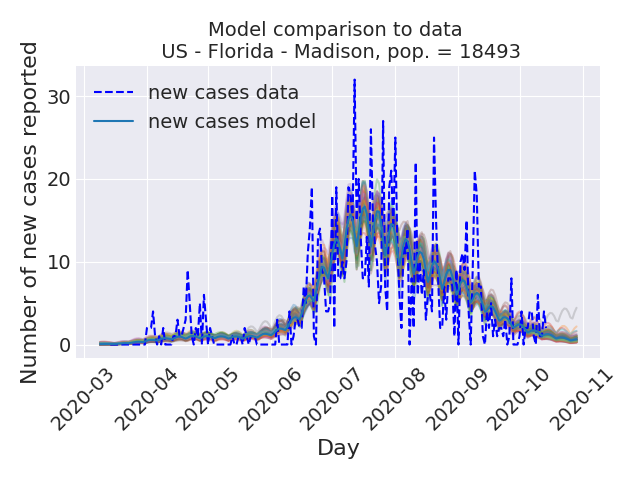 Model comparison to data
US - Florida - Madison, pop. = 18493
Number of new cases reported
30
20
10
0
new cases data
new cases model
2020-03
2020-04
2020-05
2020-06
2020-07
2020-08
2020-09
2020-10
2020-11
Day